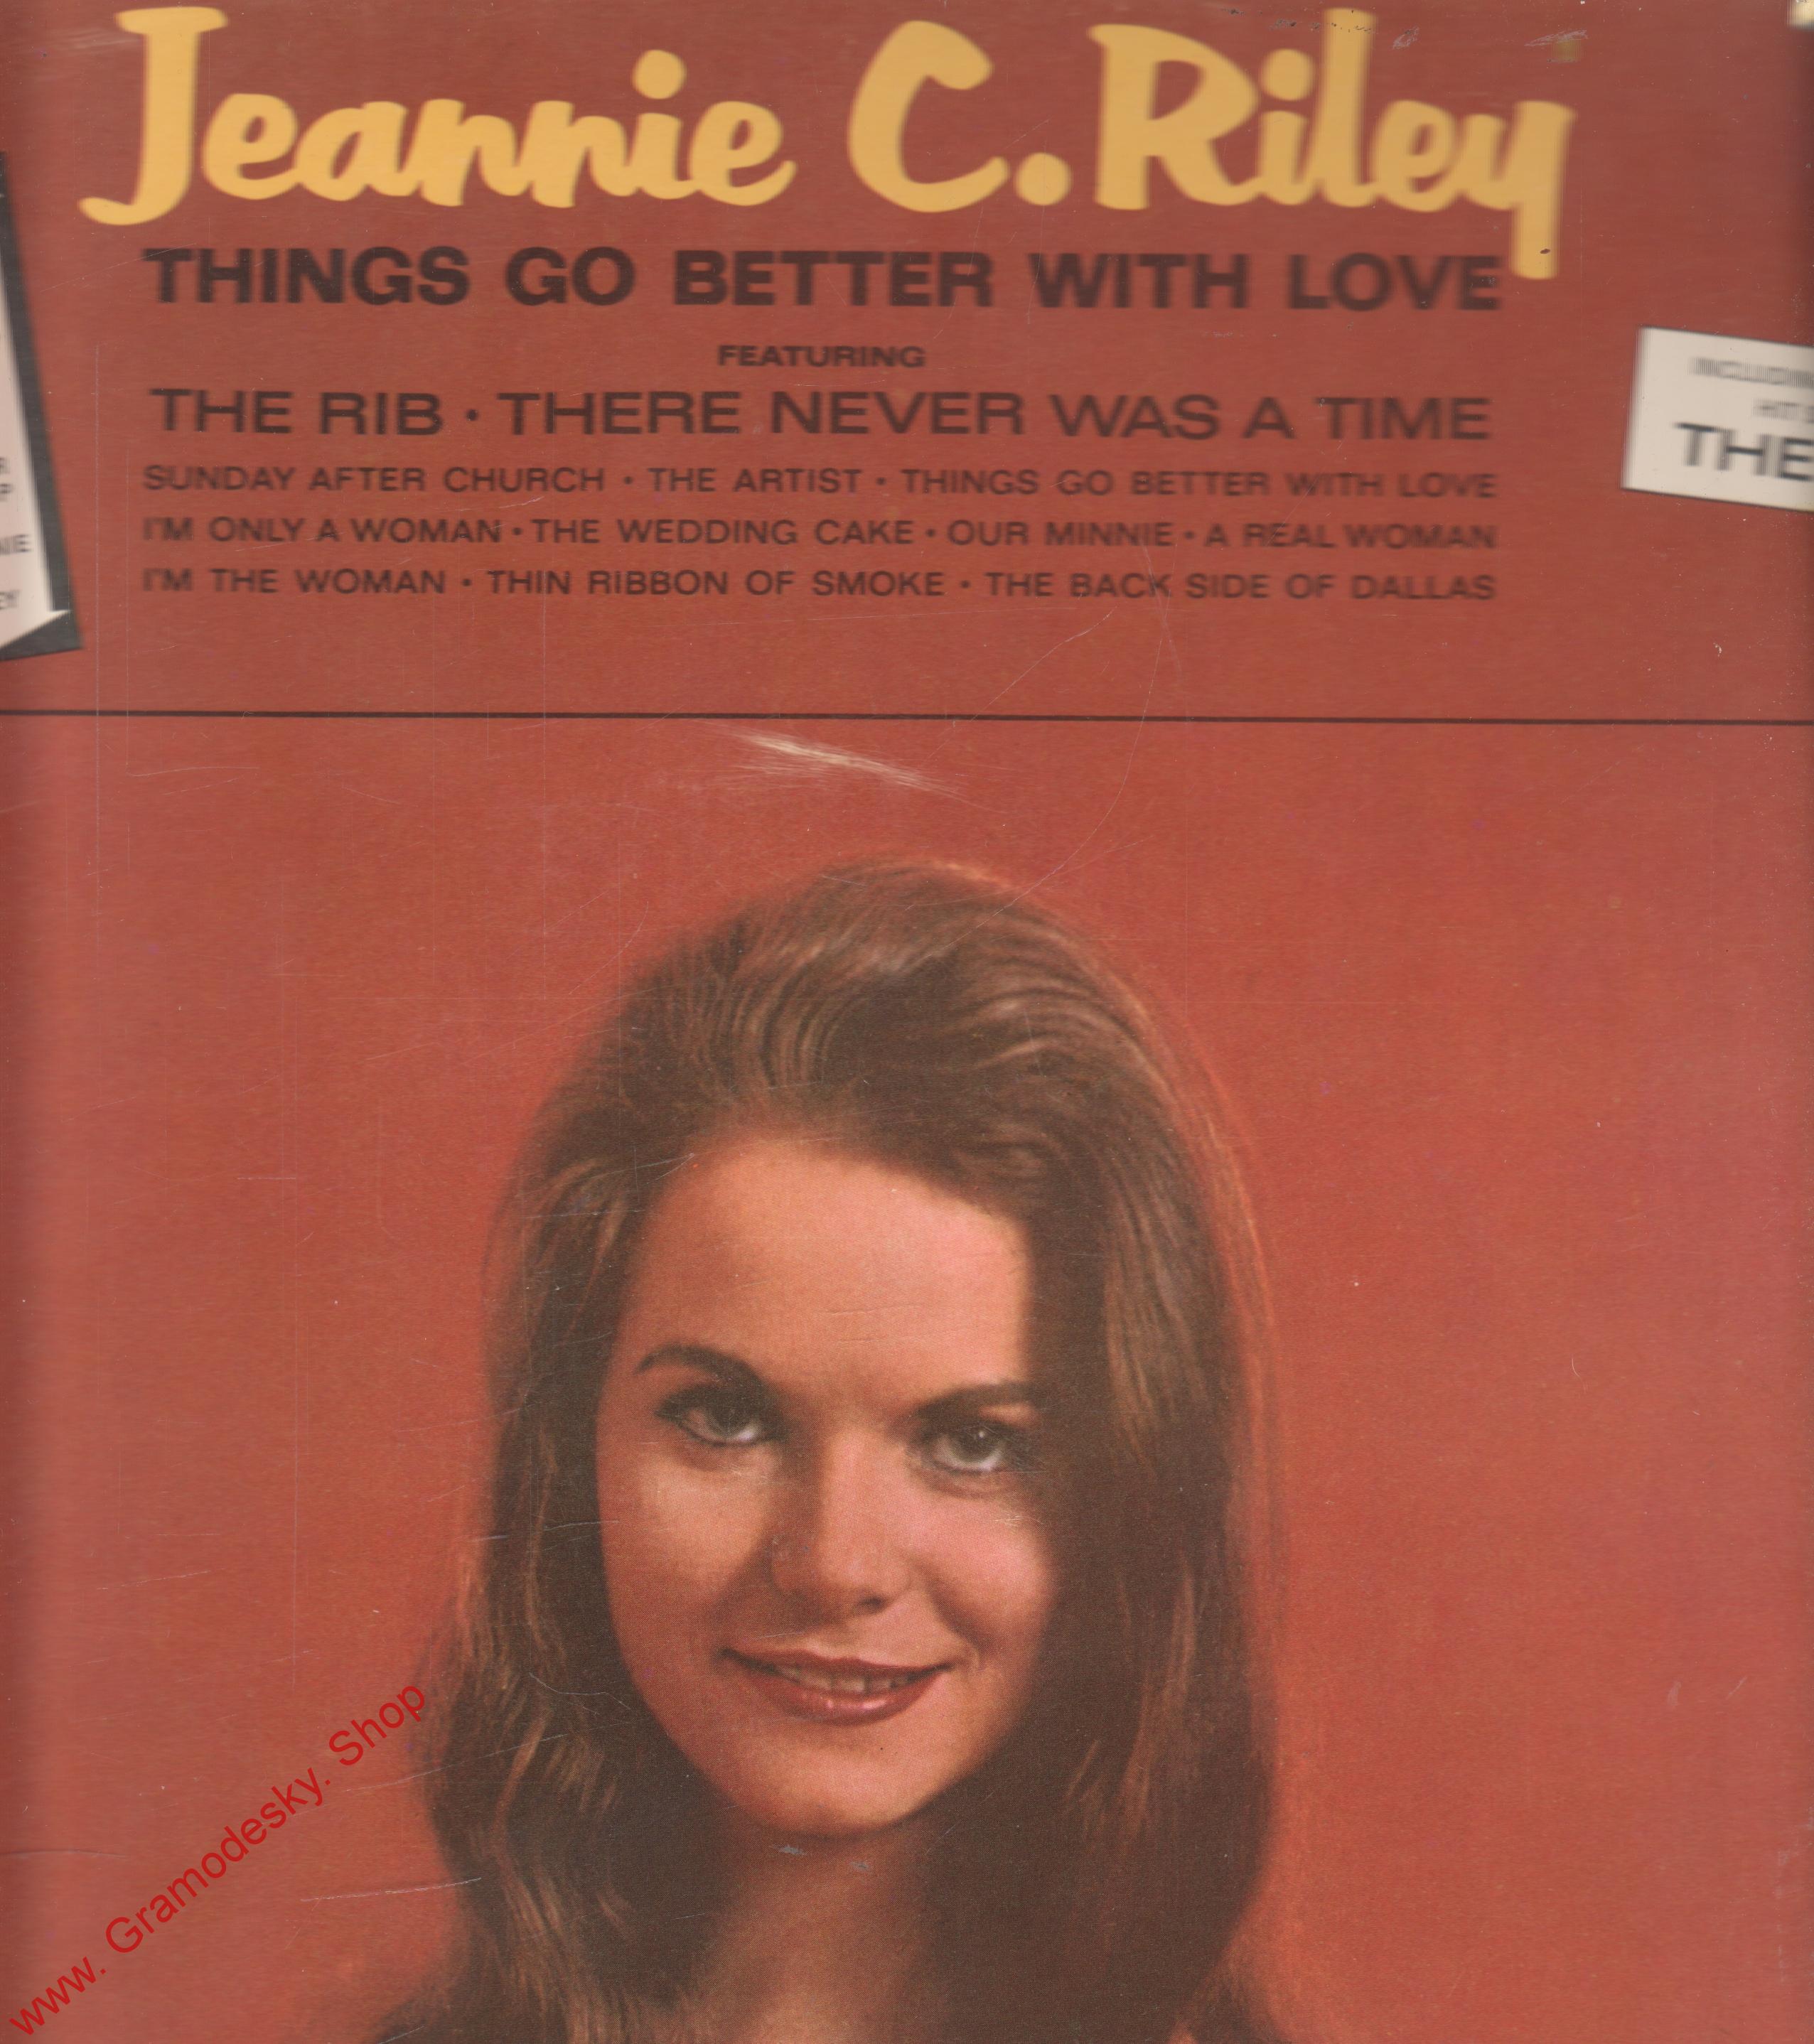 Jeannie C. Riley
THINGS GO BETTER WITH LOVE
FEATURING
THE RIB • THERE NEVER WAS A TIME
SUNDAY AFTER CHURCH • THE ARTIST • THINGS GO BETTER WITH LOVE
I'M ONLY A WOMAN • THE WEDDING CAKE • OUR MINNIE • A REAL WOMAN
I'M THE WOMAN • THIN RIBBON OF SMOKE • THE BACK SIDE OF DALLAS
THE
www. Gramodesky. Shop